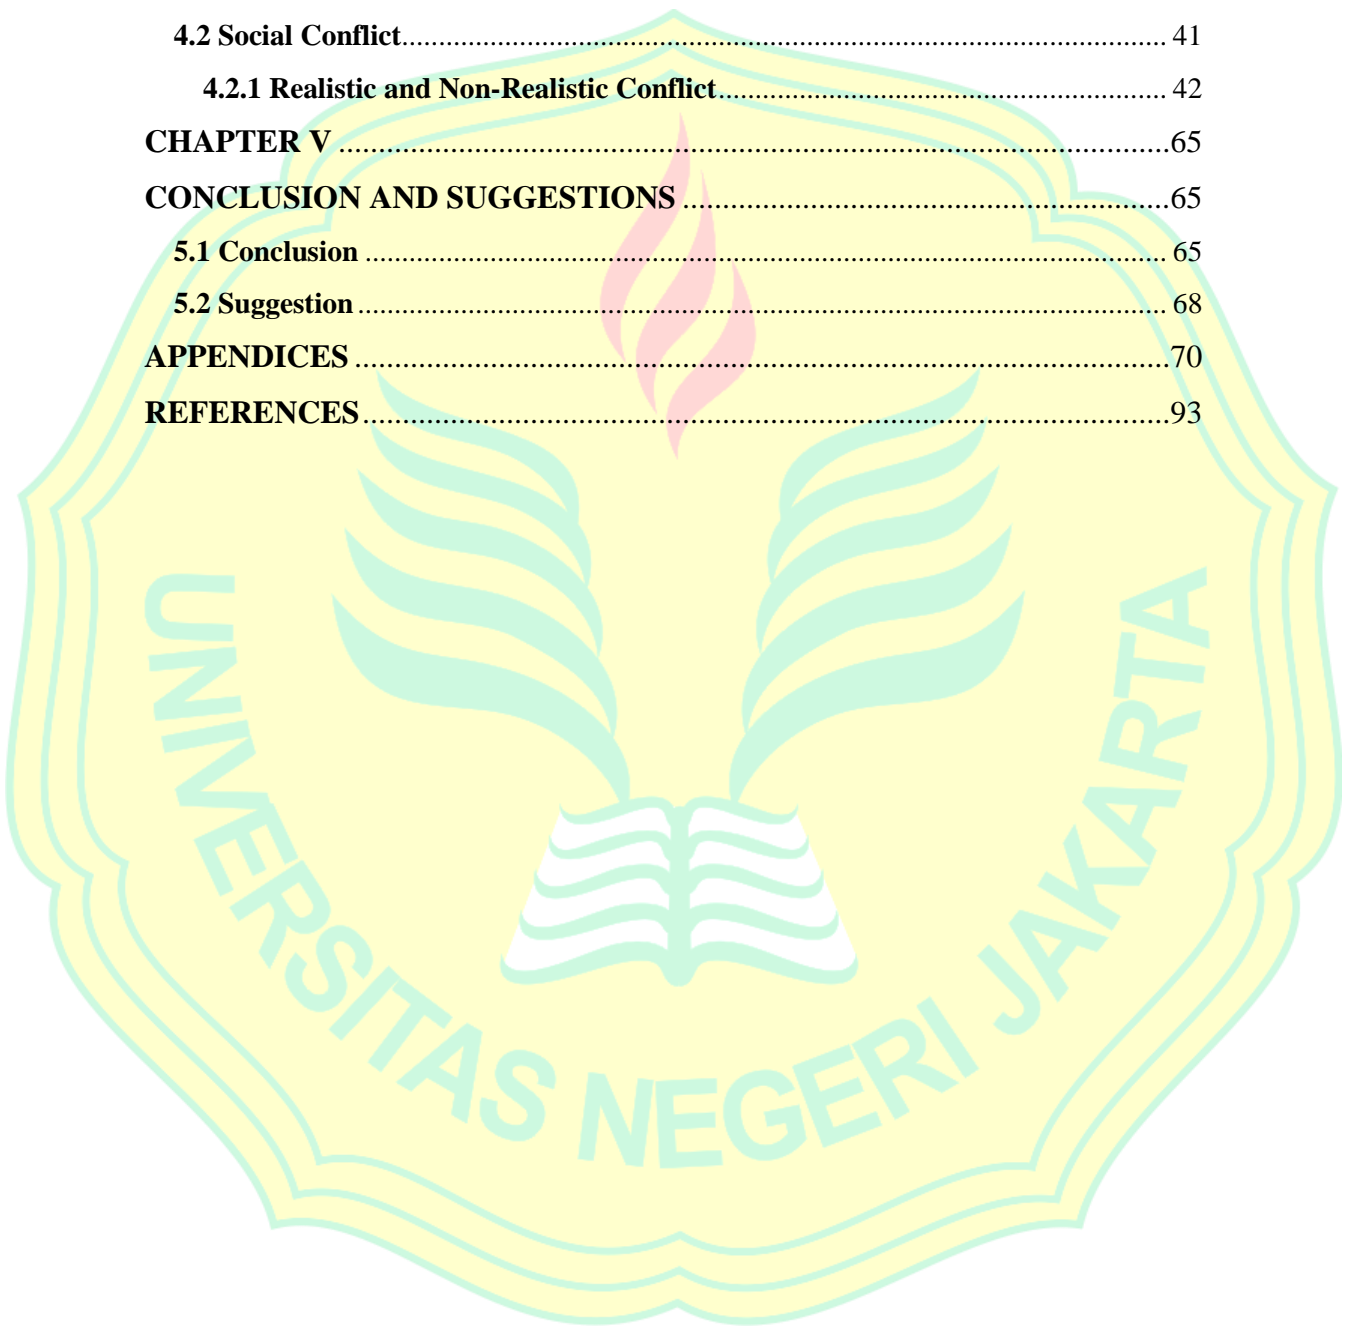 4.2 Social Conflict........................................................................................................ 41
4.2.1 Realistic and Non-Realistic Conflict............................................................. 42
CHAPTER V .....................................................................................................65
CONCLUSION AND SUGGESTIONS ...........................................................65
5.1 Conclusion ............................................................................................................. 65
5.2 Suggestion .............................................................................................................. 68
APPENDICES ...................................................................................................70
REFERENCES ..................................................................................................93
UNIVERSITAS NEGERI JAKARTA